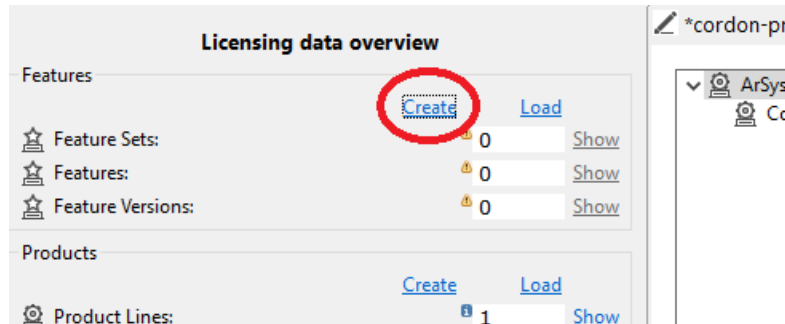 Licensing data overview
Features
Create Load
Feature Sets: 0 Show
Features: 0 Show
Feature Versions: 0 Show
Products
Create Load
Product Lines: 1 Show
*cordon-pr
ArSys
Co